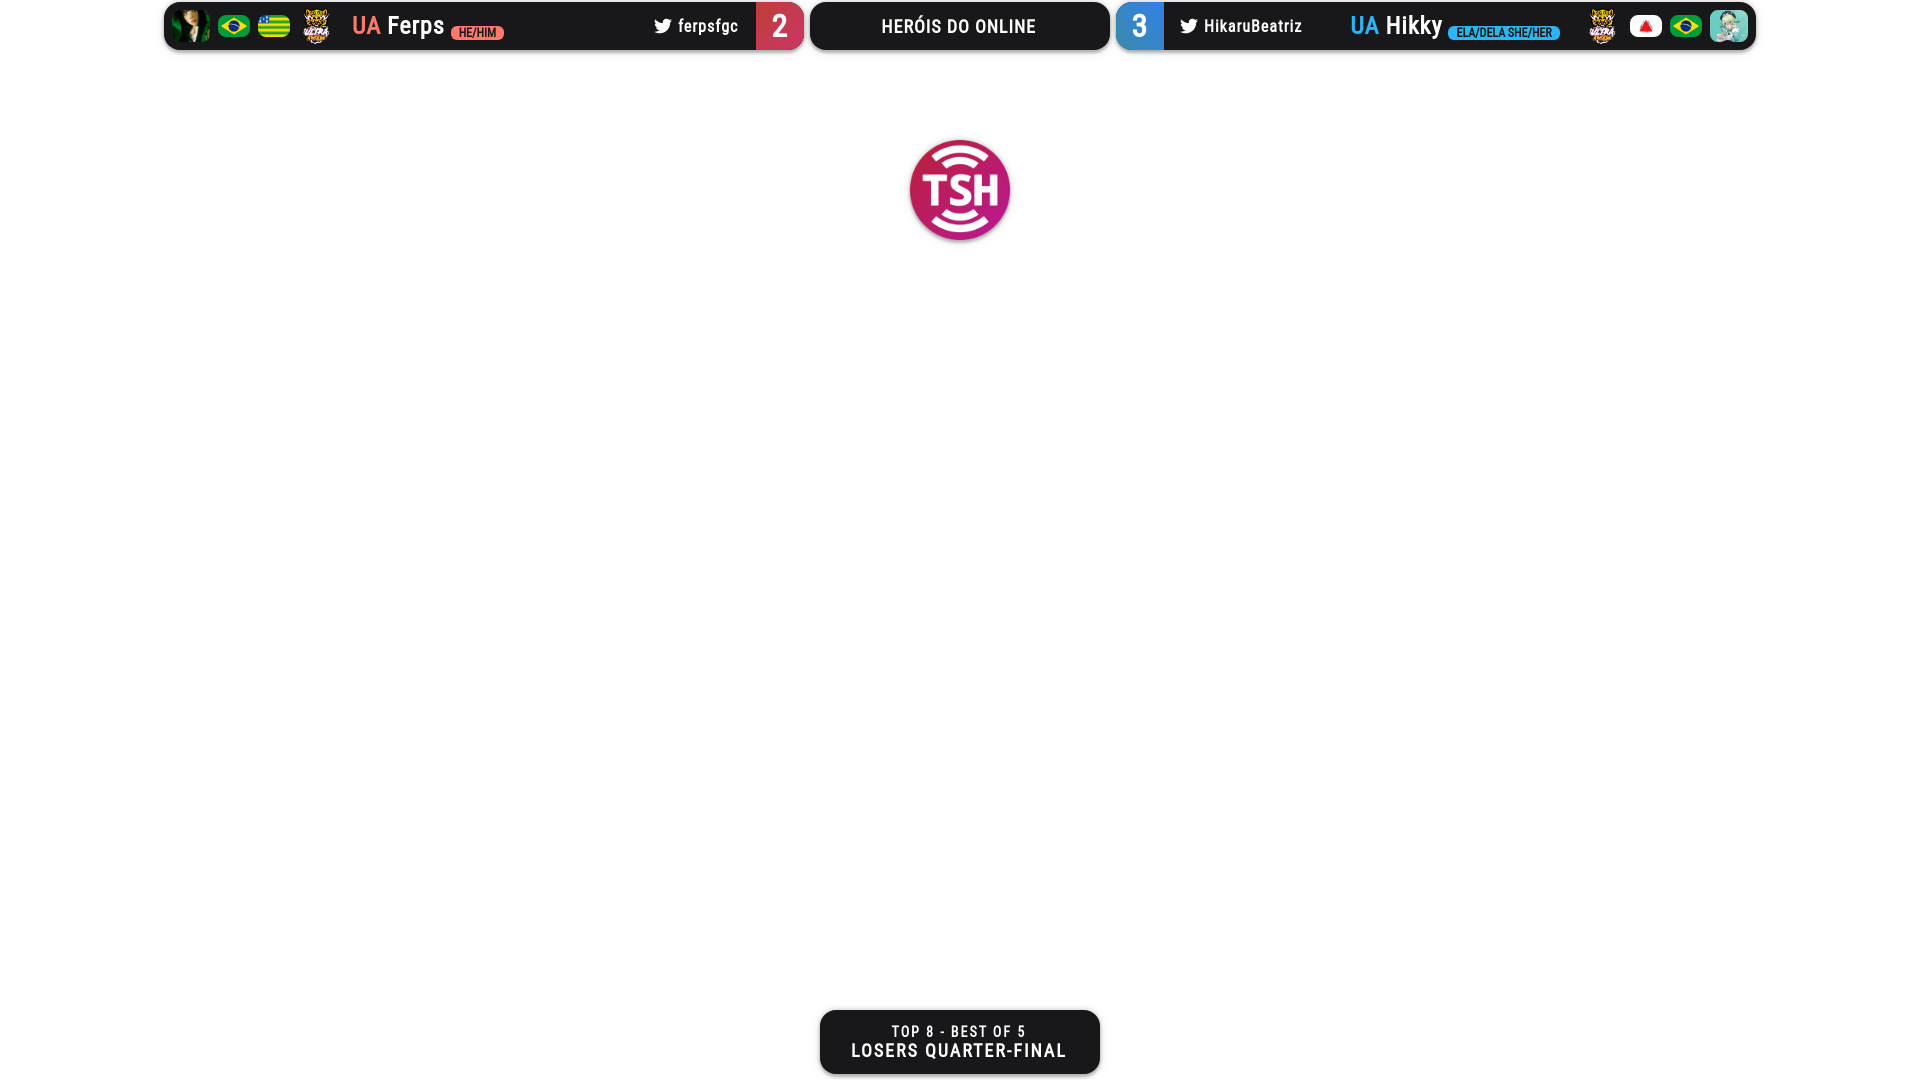 UA Ferps HE/HIM
ferpsfgc
2
HERÓIS DO ONLINE
3
HikaruBeatriz
UA Hikky ELA/DELA SHE/HER
TSH
TOP 8 - BEST OF 5
LOSERS QUARTER-FINAL